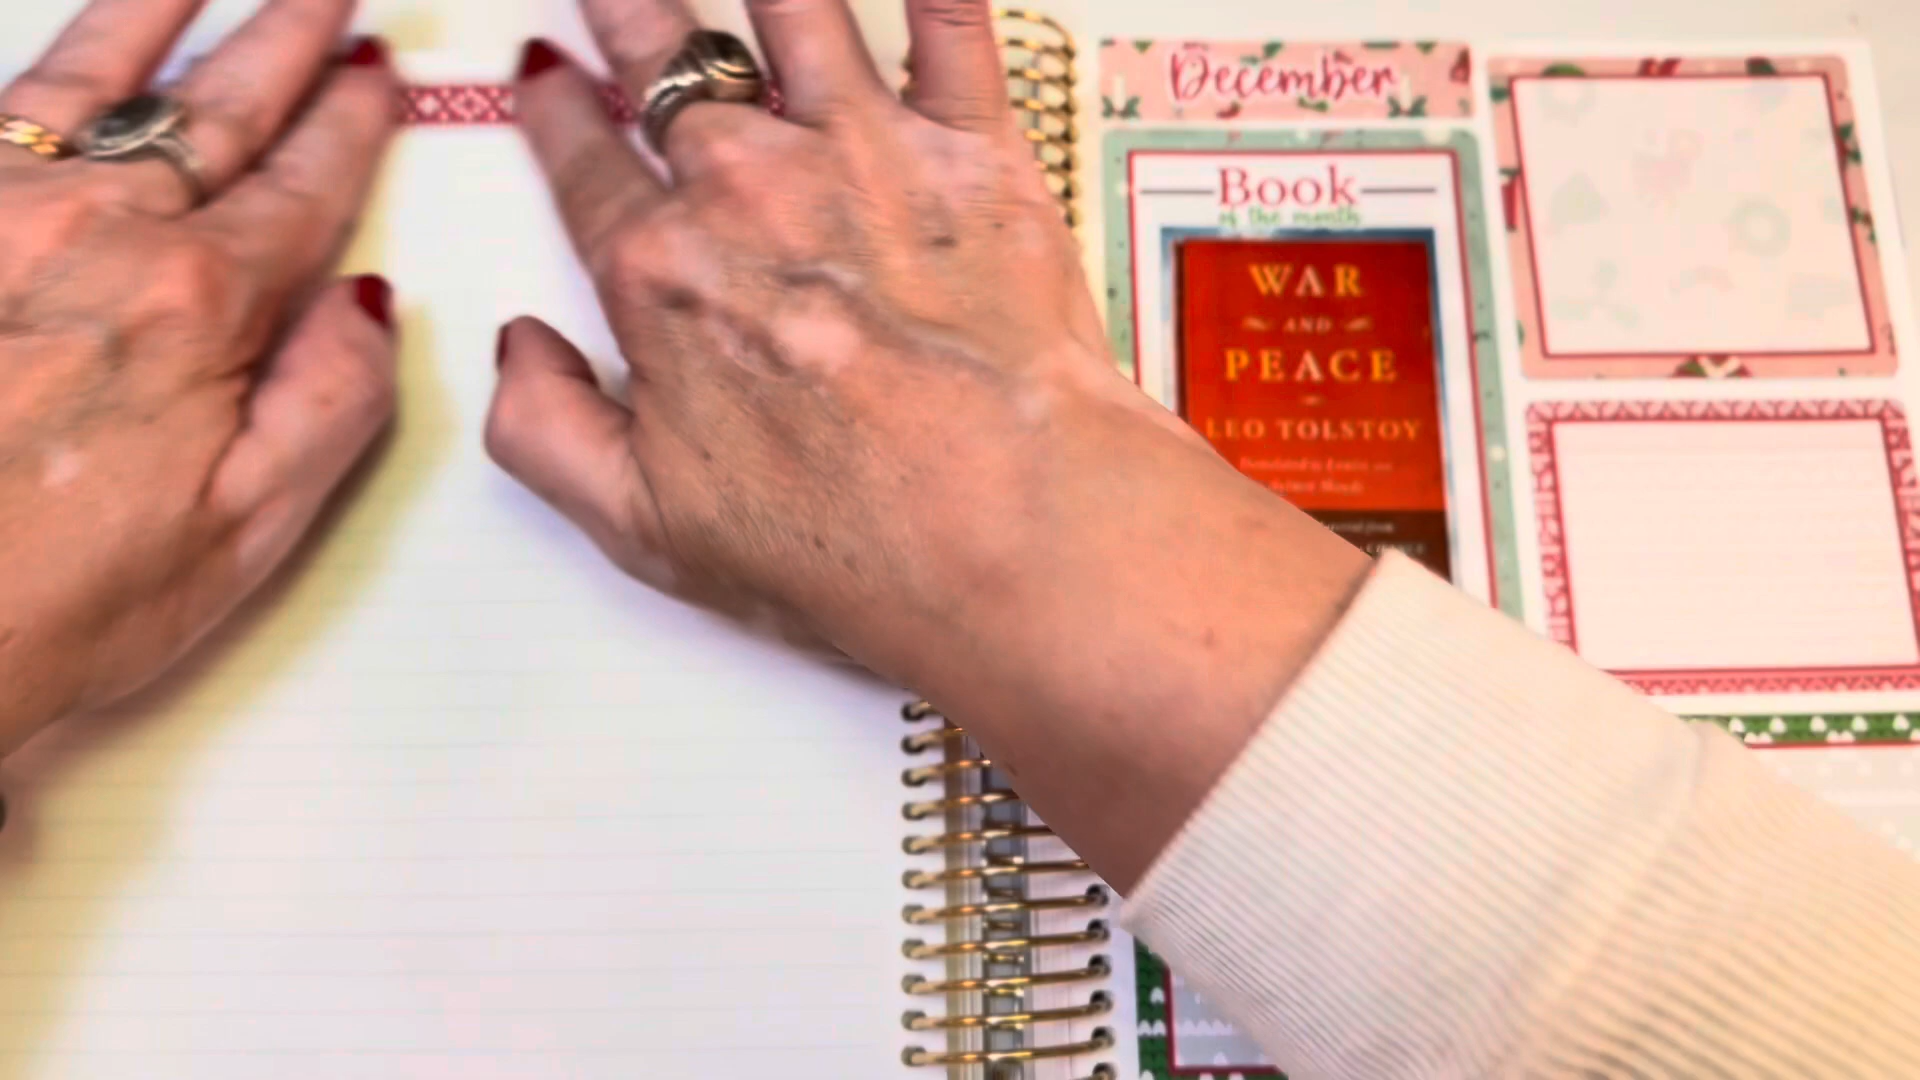 December
Book
of the month
WAR
AND
PEACE
LEO TOLSTOY